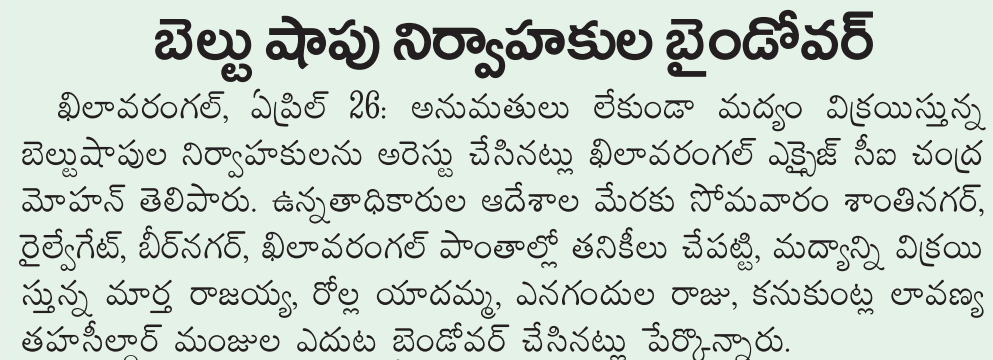 బెల్టు షాపు నిర్వాహకుల బైండోవర్
ఖిలావరంగల్, ఏప్రిల్ 26: అనుమతులు లేకుండా మద్యం విక్రయిస్తున్న
బెల్టుషాపుల నిర్వాహకులను అరెస్టు చేసినట్లు ఖిలావరంగల్ ఎక్సైజ్ సీఐ చంద్ర
మోహన్ తెలిపారు. ఉన్నతాధికారుల ఆదేశాల మేరకు సోమవారం శాంతినగర్,
రైల్వేగేట్, బీర్‌నగర్, ఖిలావరంగల్ పాంతాల్లో తనికీలు చేపట్టి, మద్యాన్ని విక్రయి
స్తున్న మార్త రాజయ్య, రోల్ల యాదమ్మ, ఎనగందుల రాజు, కనుకుంట్ల లావణ్య
తహసీల్దార్ మంజుల ఎదుట బైండోవర్ చేసినట్లు పేర్కొన్నారు.